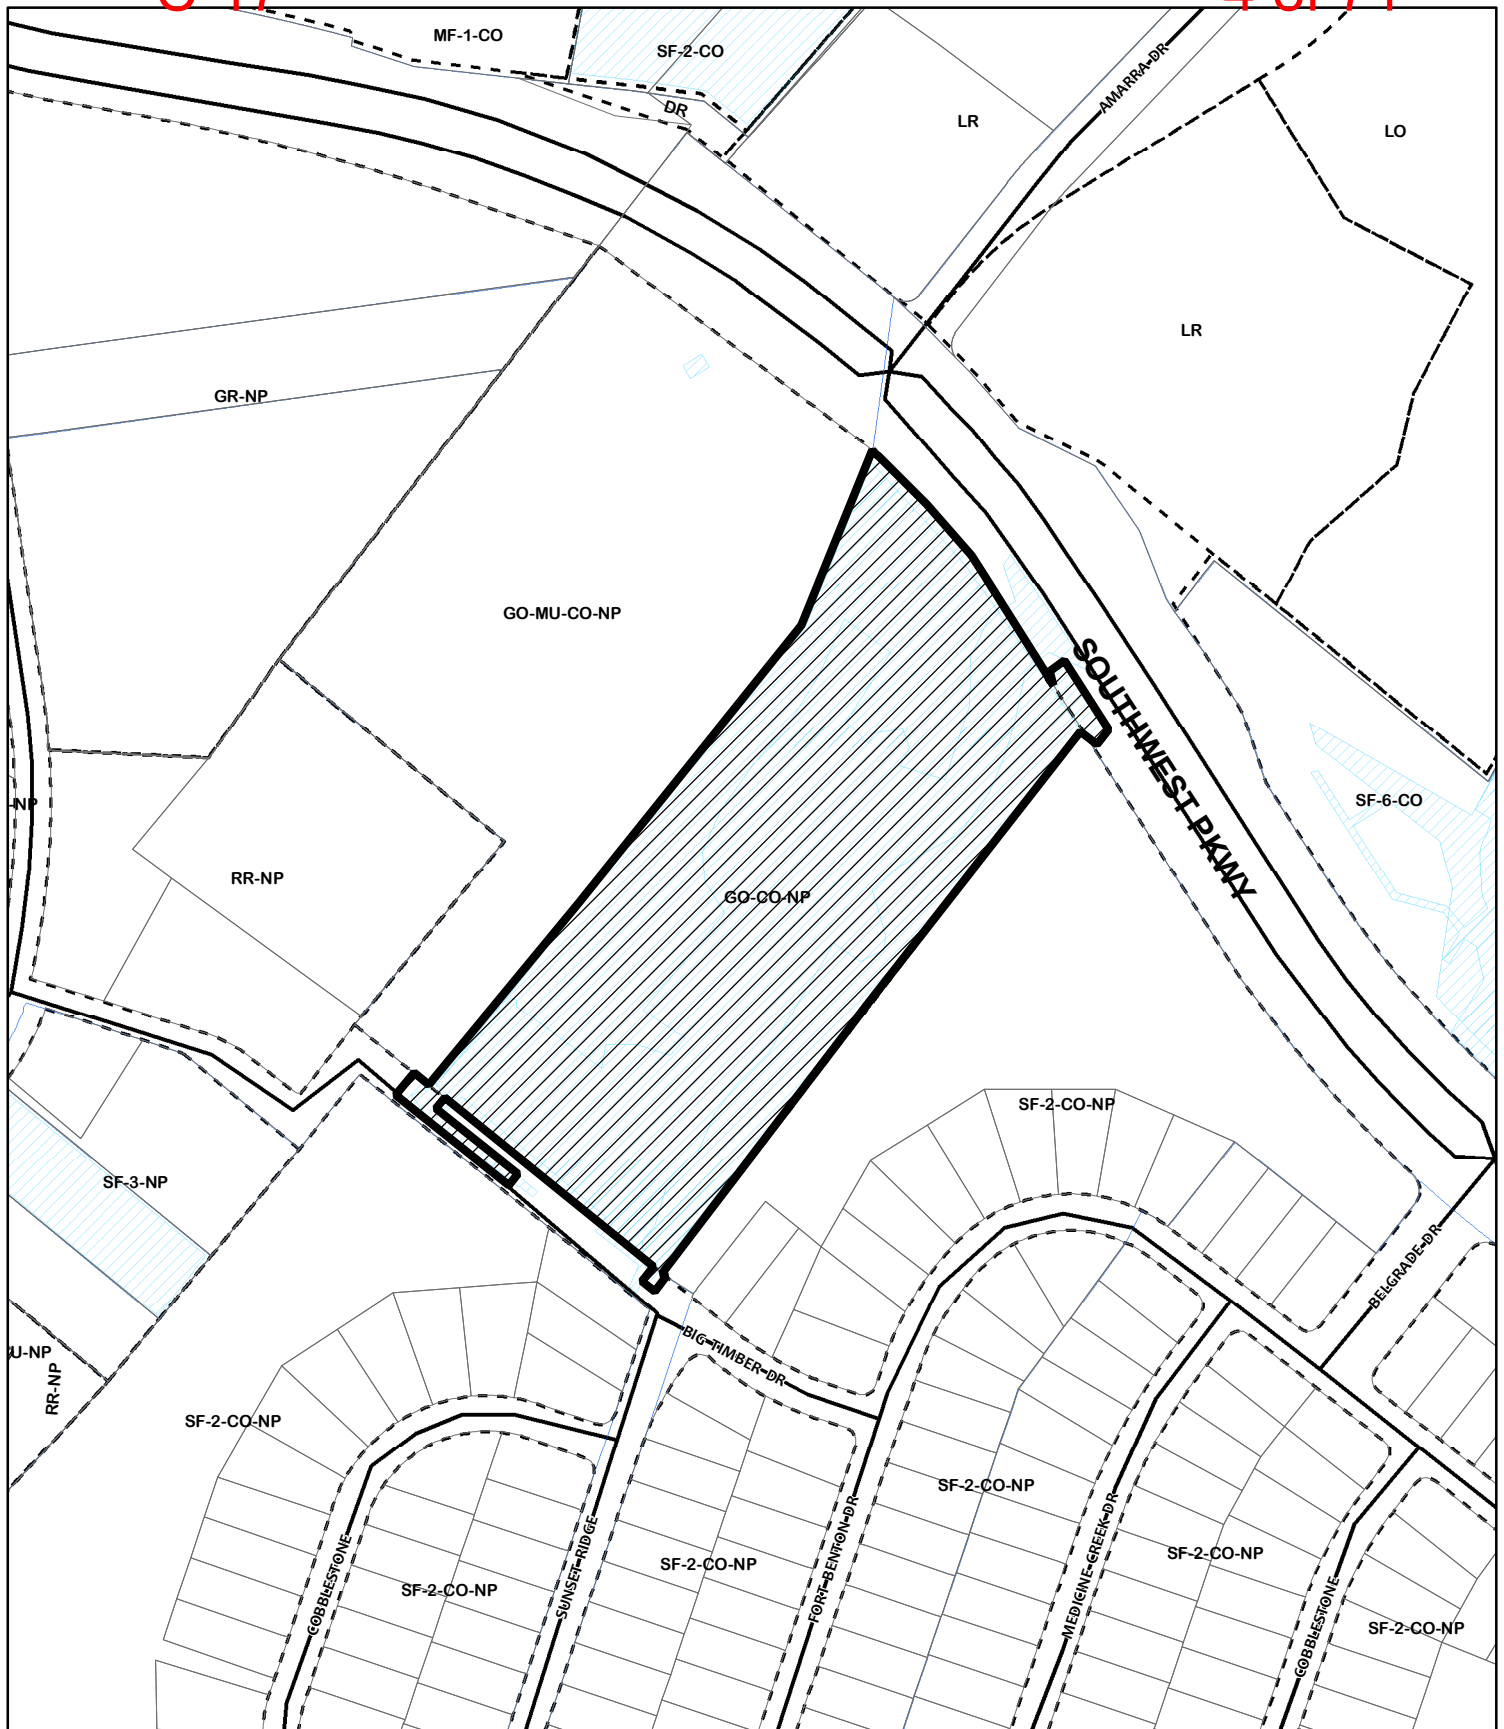 MF-1-CO
SF-2-CO
AMARRA DR
DR
LR
LO
LR
GR-NP
GO-MU-CO-NP
SOUTHWEST PKWY
-NP
SF-6-CO
RR-NP
GO-CO-NP
SF-2-CO-NP
SF-3-NP
BELGRADE DR
U-NP
RR-NP
BIG TIMBER DR
SF-2-CO-NP
SF-2-CO-NP
SF-2-CO-NP
SF-2-CO-NP
SF-2-CO-NP
SF-2-CO-NP
COBBLESTONE
SUNSET RIDGE
FORT BENTON DR
MEDICINE CREEK DR
COBBLESTONE